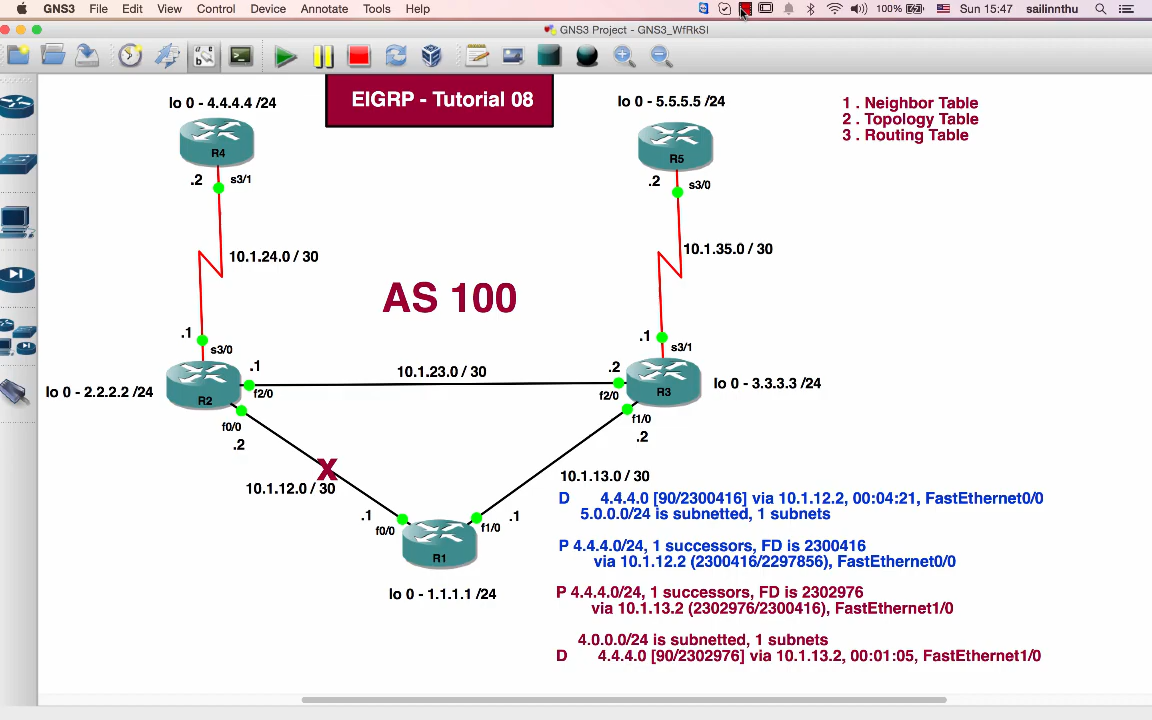 GNS3 File Edit View Control Device Annotate Tools Help 100% Sun 15:47 sailinnthu
GNS3 Project - GNS3_WfRkSI
EIGRP - Tutorial 08
lo 0 - 4.4.4.4 /24
lo 0 - 5.5.5.5 /24
1 . Neighbor Table
2 . Topology Table
3 . Routing Table
R4
R5
.2
s3/1
.2
s3/0
10.1.24.0 / 30
10.1.35.0 / 30
AS 100
.1
s3/0
.1
s3/1
.1
10.1.23.0 / 30
.2
lo 0 - 2.2.2.2 /24
R2
f2/0
f2/0
R3
lo 0 - 3.3.3.3 /24
f0/0
.2
f1/0
.2
X
10.1.12.0 / 30
10.1.13.0 / 30
.1
f0/0
f1/0
.1
R1
lo 0 - 1.1.1.1 /24
D 4.4.4.0 [90/2300416] via 10.1.12.2, 00:04:21, FastEthernet0/0
5.0.0.0/24 is subnetted, 1 subnets
P 4.4.4.0/24, 1 successors, FD is 2300416
via 10.1.12.2 (2300416/2297856), FastEthernet0/0
P 4.4.4.0/24, 1 successors, FD is 2302976
via 10.1.13.2 (2302976/2300416), FastEthernet1/0
4.0.0.0/24 is subnetted, 1 subnets
D 4.4.4.0 [90/2302976] via 10.1.13.2, 00:01:05, FastEthernet1/0